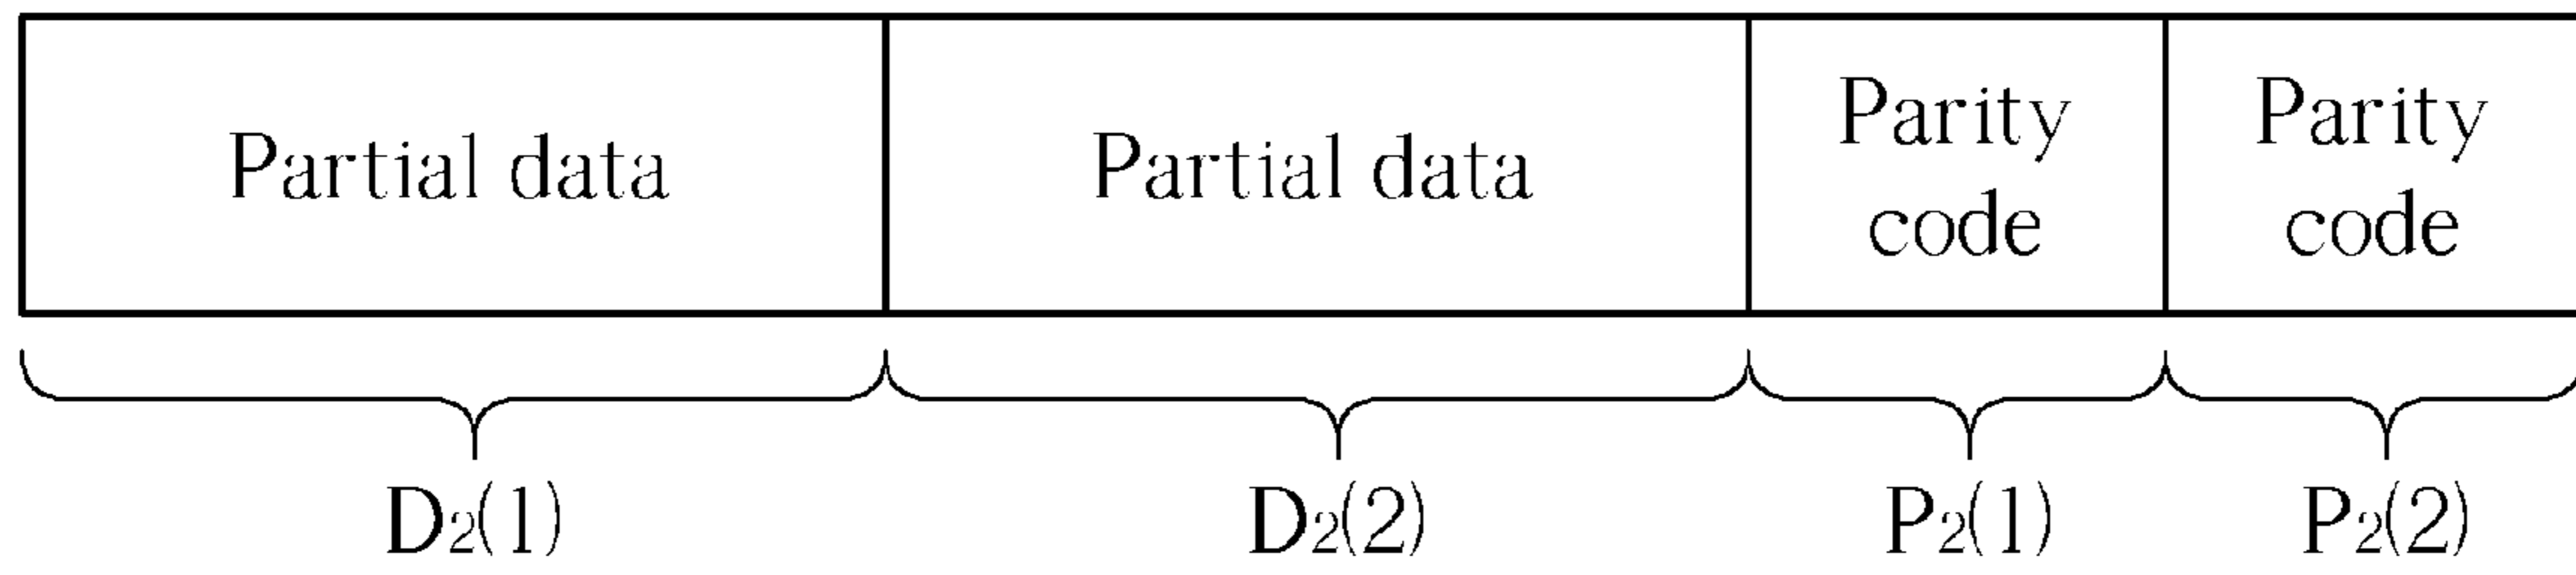 Partial data
Partial data
Parity
code
Parity
code
D2(1)
D2(2)
P2(1)
P2(2)